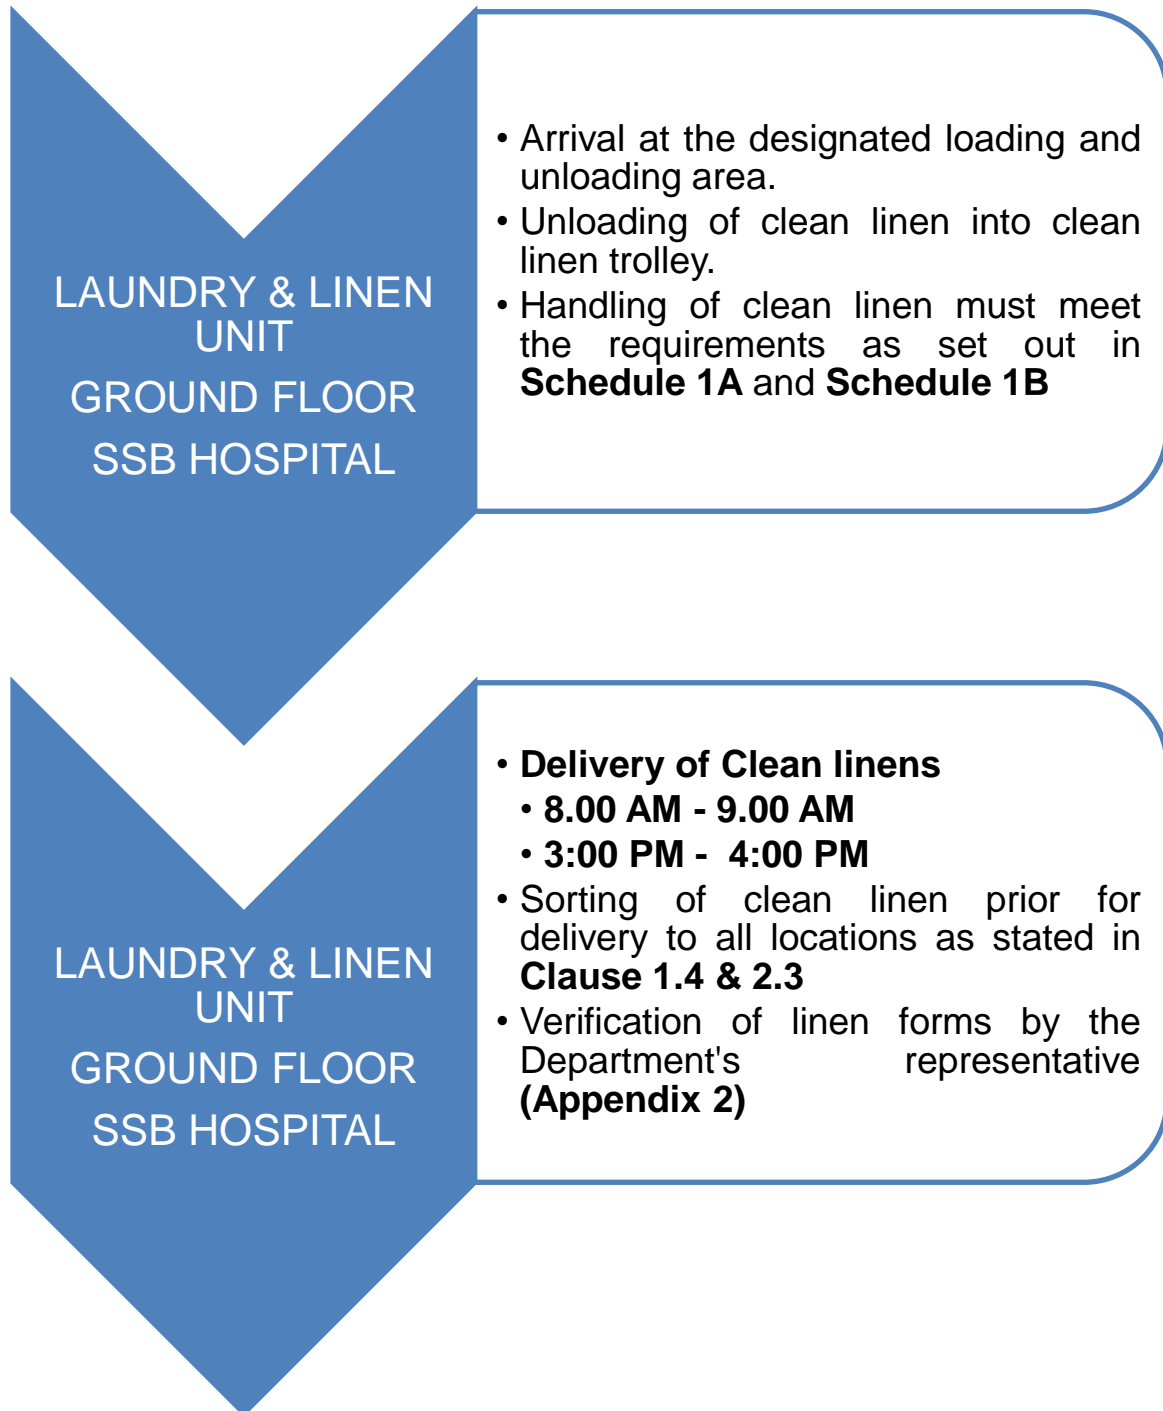 LAUNDRY & LINEN
UNIT
GROUND FLOOR
SSB HOSPITAL
• Arrival at the designated loading and
unloading area.
• Unloading of clean linen into clean
linen trolley.
• Handling of clean linen must meet
the requirements as set out in
Schedule 1A and Schedule 1B
LAUNDRY & LINEN
UNIT
GROUND FLOOR
SSB HOSPITAL
• Delivery of Clean linens
• 8.00 AM - 9.00 AM
• 3:00 PM - 4:00 PM
• Sorting of clean linen prior for
delivery to all locations as stated in
Clause 1.4 & 2.3
• Verification of linen forms by the
Department's representative
(Appendix 2)